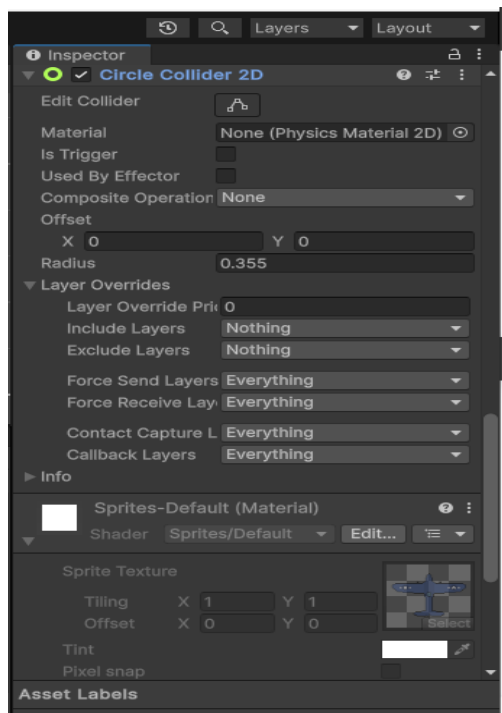 Layers Layout
Inspector
Circle Collider 2D
Edit Collider
Material None (Physics Material 2D)
Is Trigger
Used By Effector
Composite Operation None
Offset
X 0 Y 0
Radius 0.355
Layer Overrides
Layer Override Pri 0
Include Layers Nothing
Exclude Layers Nothing
Force Send Layers Everything
Force Receive Lay Everything
Contact Capture L Everything
Callback Layers Everything
Info
Sprites-Default (Material)
Shader Sprites/Default Edit...
Sprite Texture
Tiling X 1 Y 1
Offset X 0 Y 0
Select
Tint
Pixel snap
Asset Labels